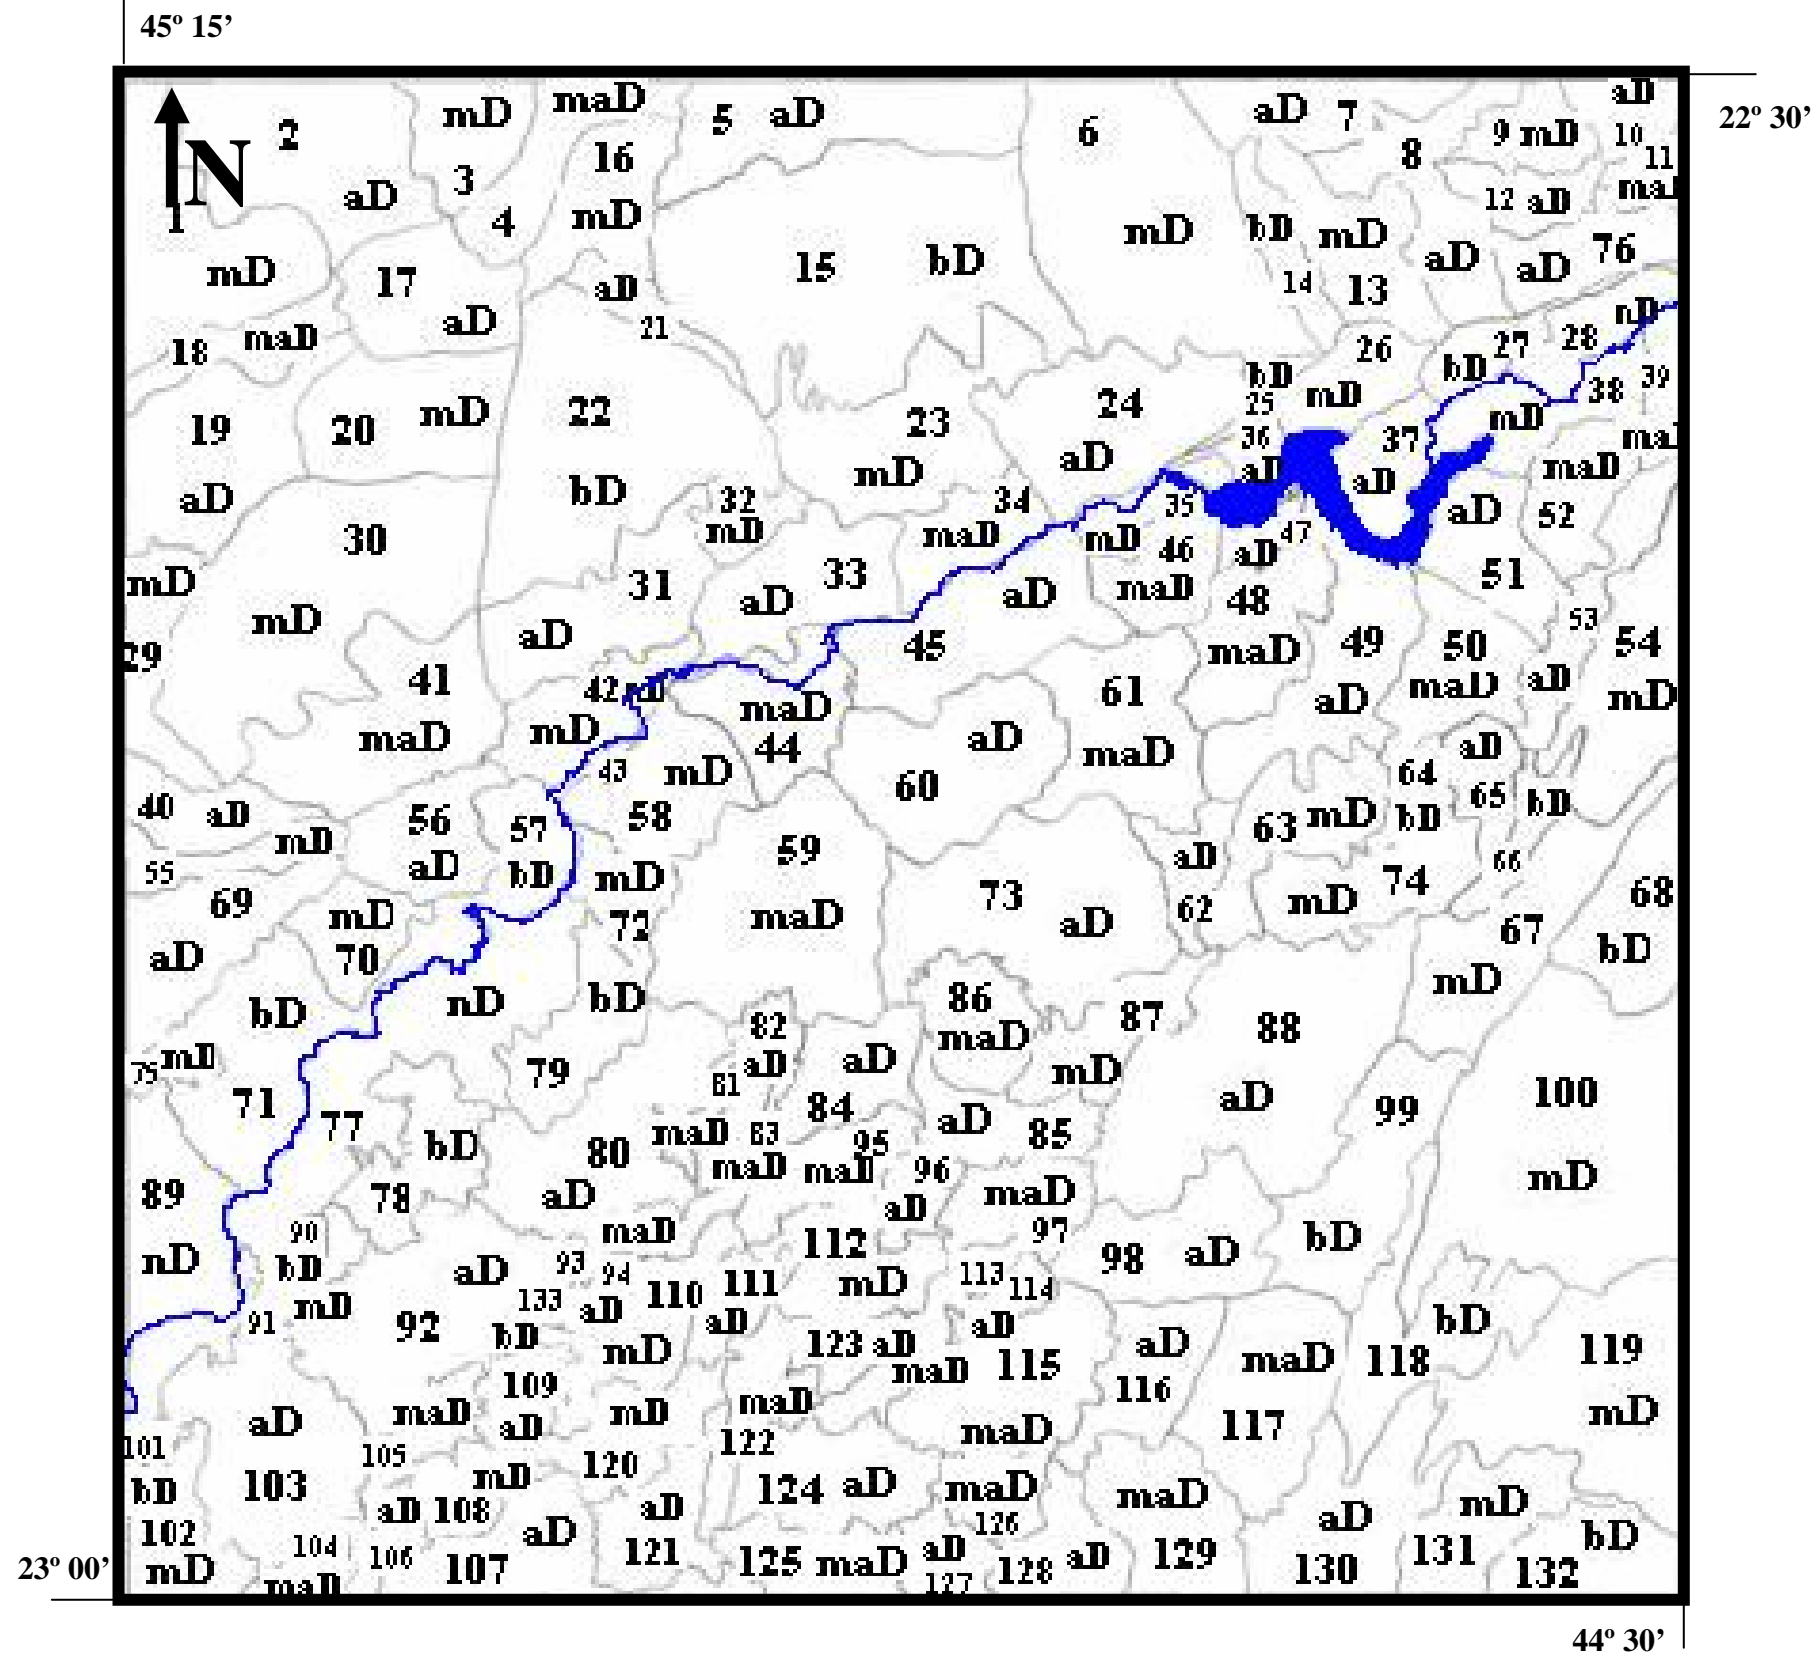 45º 15’
22º 30’
N
2 mD maD 5 aD 6 aD 7 aD
8 9 mD 10 11
16
1 aD 3 4 mD 12 aD
mD 17 15 bD mD bD mD aD aD 76
aD 14 13
18 maD aD 21 26 bD 27 28 nD
19 20 mD 22 23 24 bD 25 mD 38 39
36 37 mD
aD bD mD aD aD aD maD
30 32 mD 34 maD 35 mD 46 47 aD aD 52
mD 31 33 aD maD 48 51
mD aD aD 45 53
29 41 42 maD 49 50 54
maD mD maD 44 61 aD maD aD mD
43 mD aD maD 64 aD
40 aD mD 56 57 58 60 63 mD bD 65 bD
55 aD bD mD 59 aD 66
69 mD 72 maD 73 aD 62 mD 74 67 68
aD 70 bD mD
bD nD bD 82 86 maD 87 88
75 mD 79 81 aD aD mD
71 77 bD 84 aD 85 aD 99 100
80 maD 83 95
maD maD 96
89 78 aD aD maD mD
90 maD 112 97
nD bD aD 93 94 110 111 mD 113 114 98 aD bD
91 mD 92 133 aD aD aD bD
bD mD 123 aD maD 115 aD maD 118 119
109 116
aD maD aD mD maD maD 117 mD
101 105 122
bD 103 mD 120 124 aD maD maD mD
102 aD 108 aD aD 126 aD bD
mD 104 maD 106 107 121 125 maD aD 127 128 aD 129 130 131 132
23º 00’
44º 30’